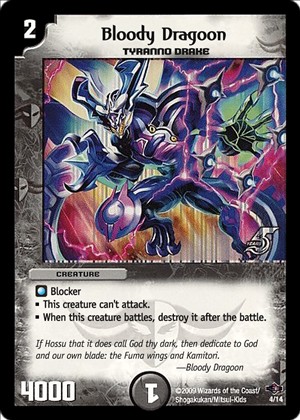 2
Bloody Dragoon
TYRANNO DRAKE
CREATURE
Blocker
▪ This creature can't attack.
▪ When this creature battles, destroy it after the battle.
If Hossu that it does call God thy dark, then dedicate to God
and our own blade: the Fuma wings and Kamitori.
—Bloody Dragoon
4000
1
©2009 Wizards of the Coast/
Shogakukan/Mitsui-Kids
4/14